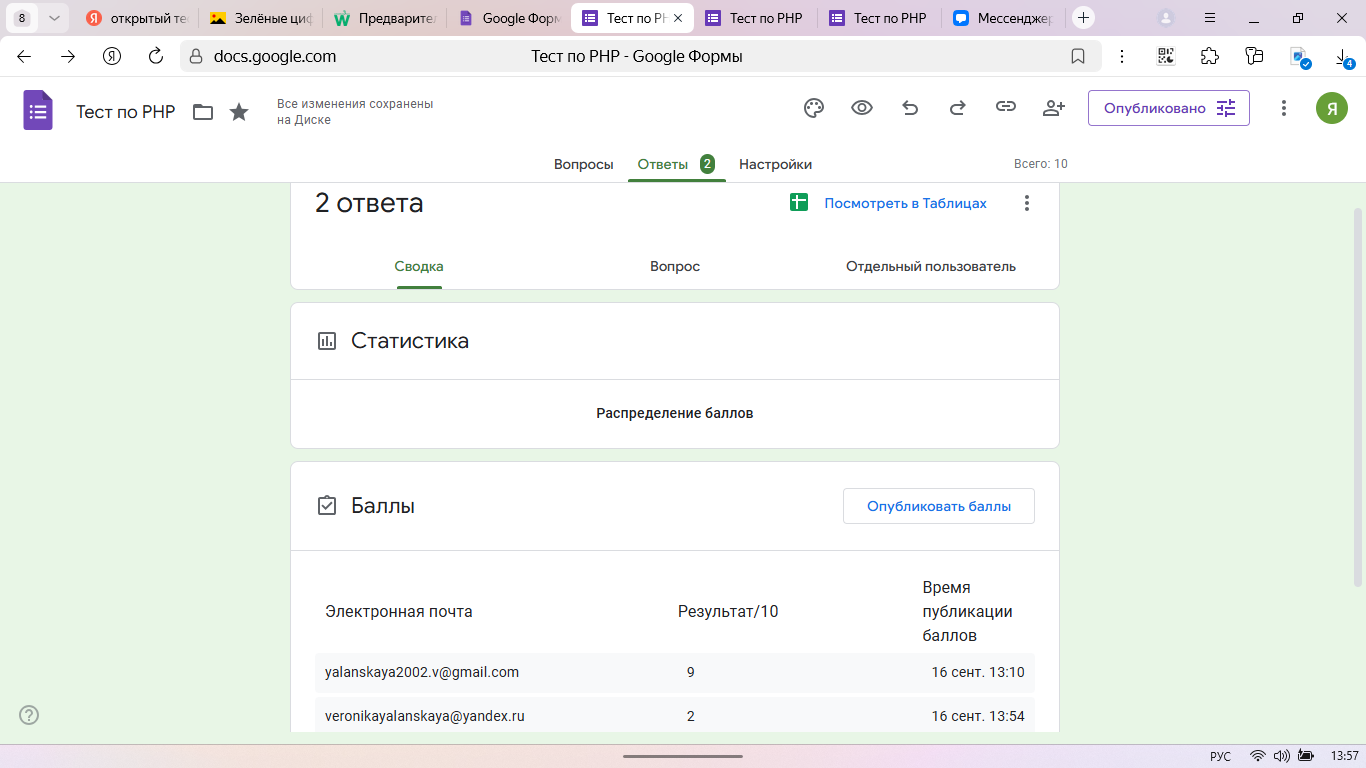 8
открытый те
Зелёные циф
Предварител
Google Форм
Тест по PH
Тест по PHP
Тест по PHP
Мессенджер
docs.google.com
Тест по PHP - Google Формы
4
Тест по PHP
Все изменения сохранены
на Диске
Опубликовано
Я
Вопросы
Ответы 2
Настройки
Всего: 10
2 ответа
Посмотреть в Таблицах
Сводка
Вопрос
Отдельный пользователь
Статистика
Распределение баллов
Баллы
Опубликовать баллы
Электронная почта
Результат/10
Время
публикации
баллов
yalanskaya2002.v@gmail.com 9 16 сент. 13:10
veronikayalanskaya@yandex.ru 2 16 сент. 13:54
РУС
13:57